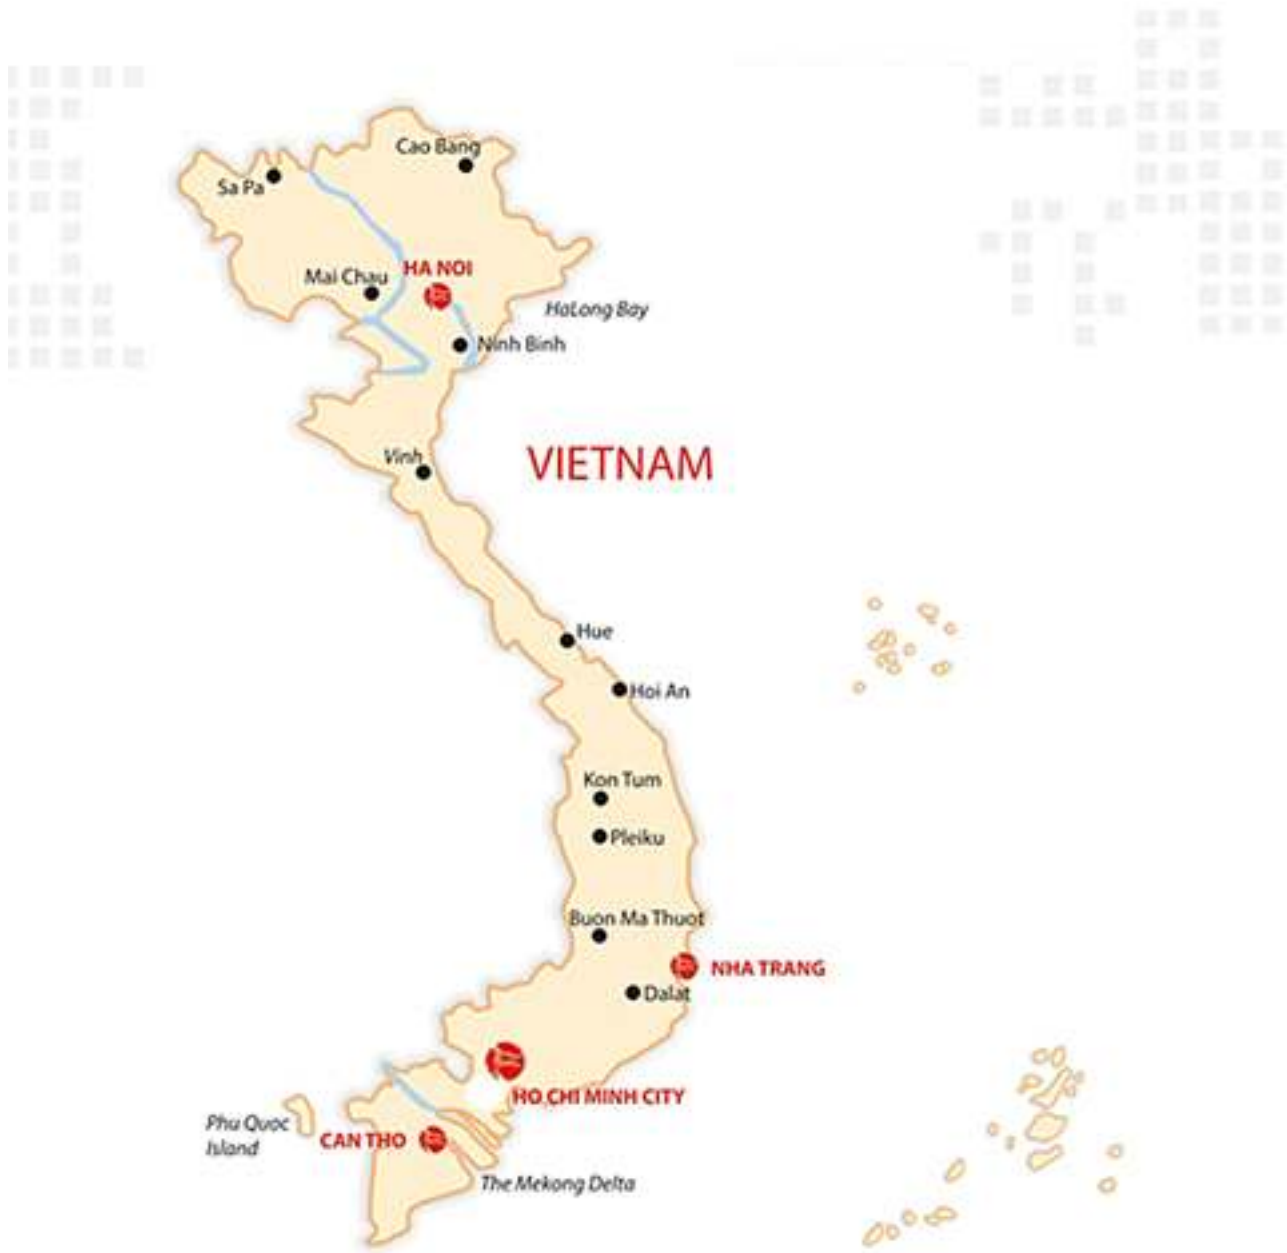 Cao Bang
Sa Pa
HA NOI
Mai Chau
HaLong Bay
Ninh Binh
Vinh
VIETNAM
Hue
Hoi An
Kon Tum
Pleiku
Buon Ma Thuot
NHA TRANG
Dalat
HO CHI MINH CITY
Phu Quoc
Island
CAN THO
The Mekong Delta